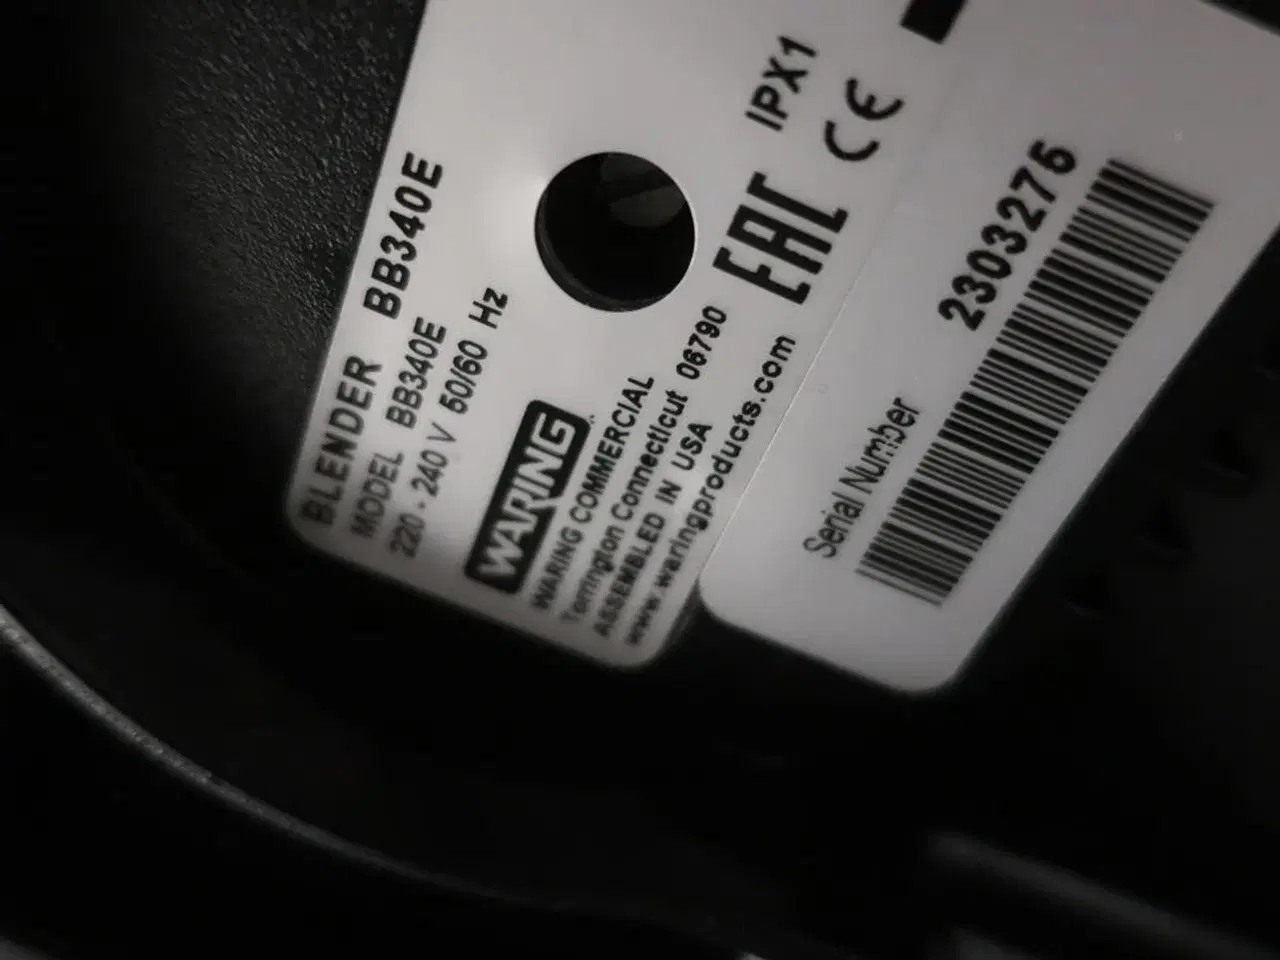 BLENDER BB340E
MODEL BB340E
220 - 240 V 50/60 Hz
WARING
WARING COMMERCIAL
Torrington Connecticut 06790
ASSEMBLED IN USA
www.waringproducts.com
EAC
IPX1
CE
Serial Number
2303275